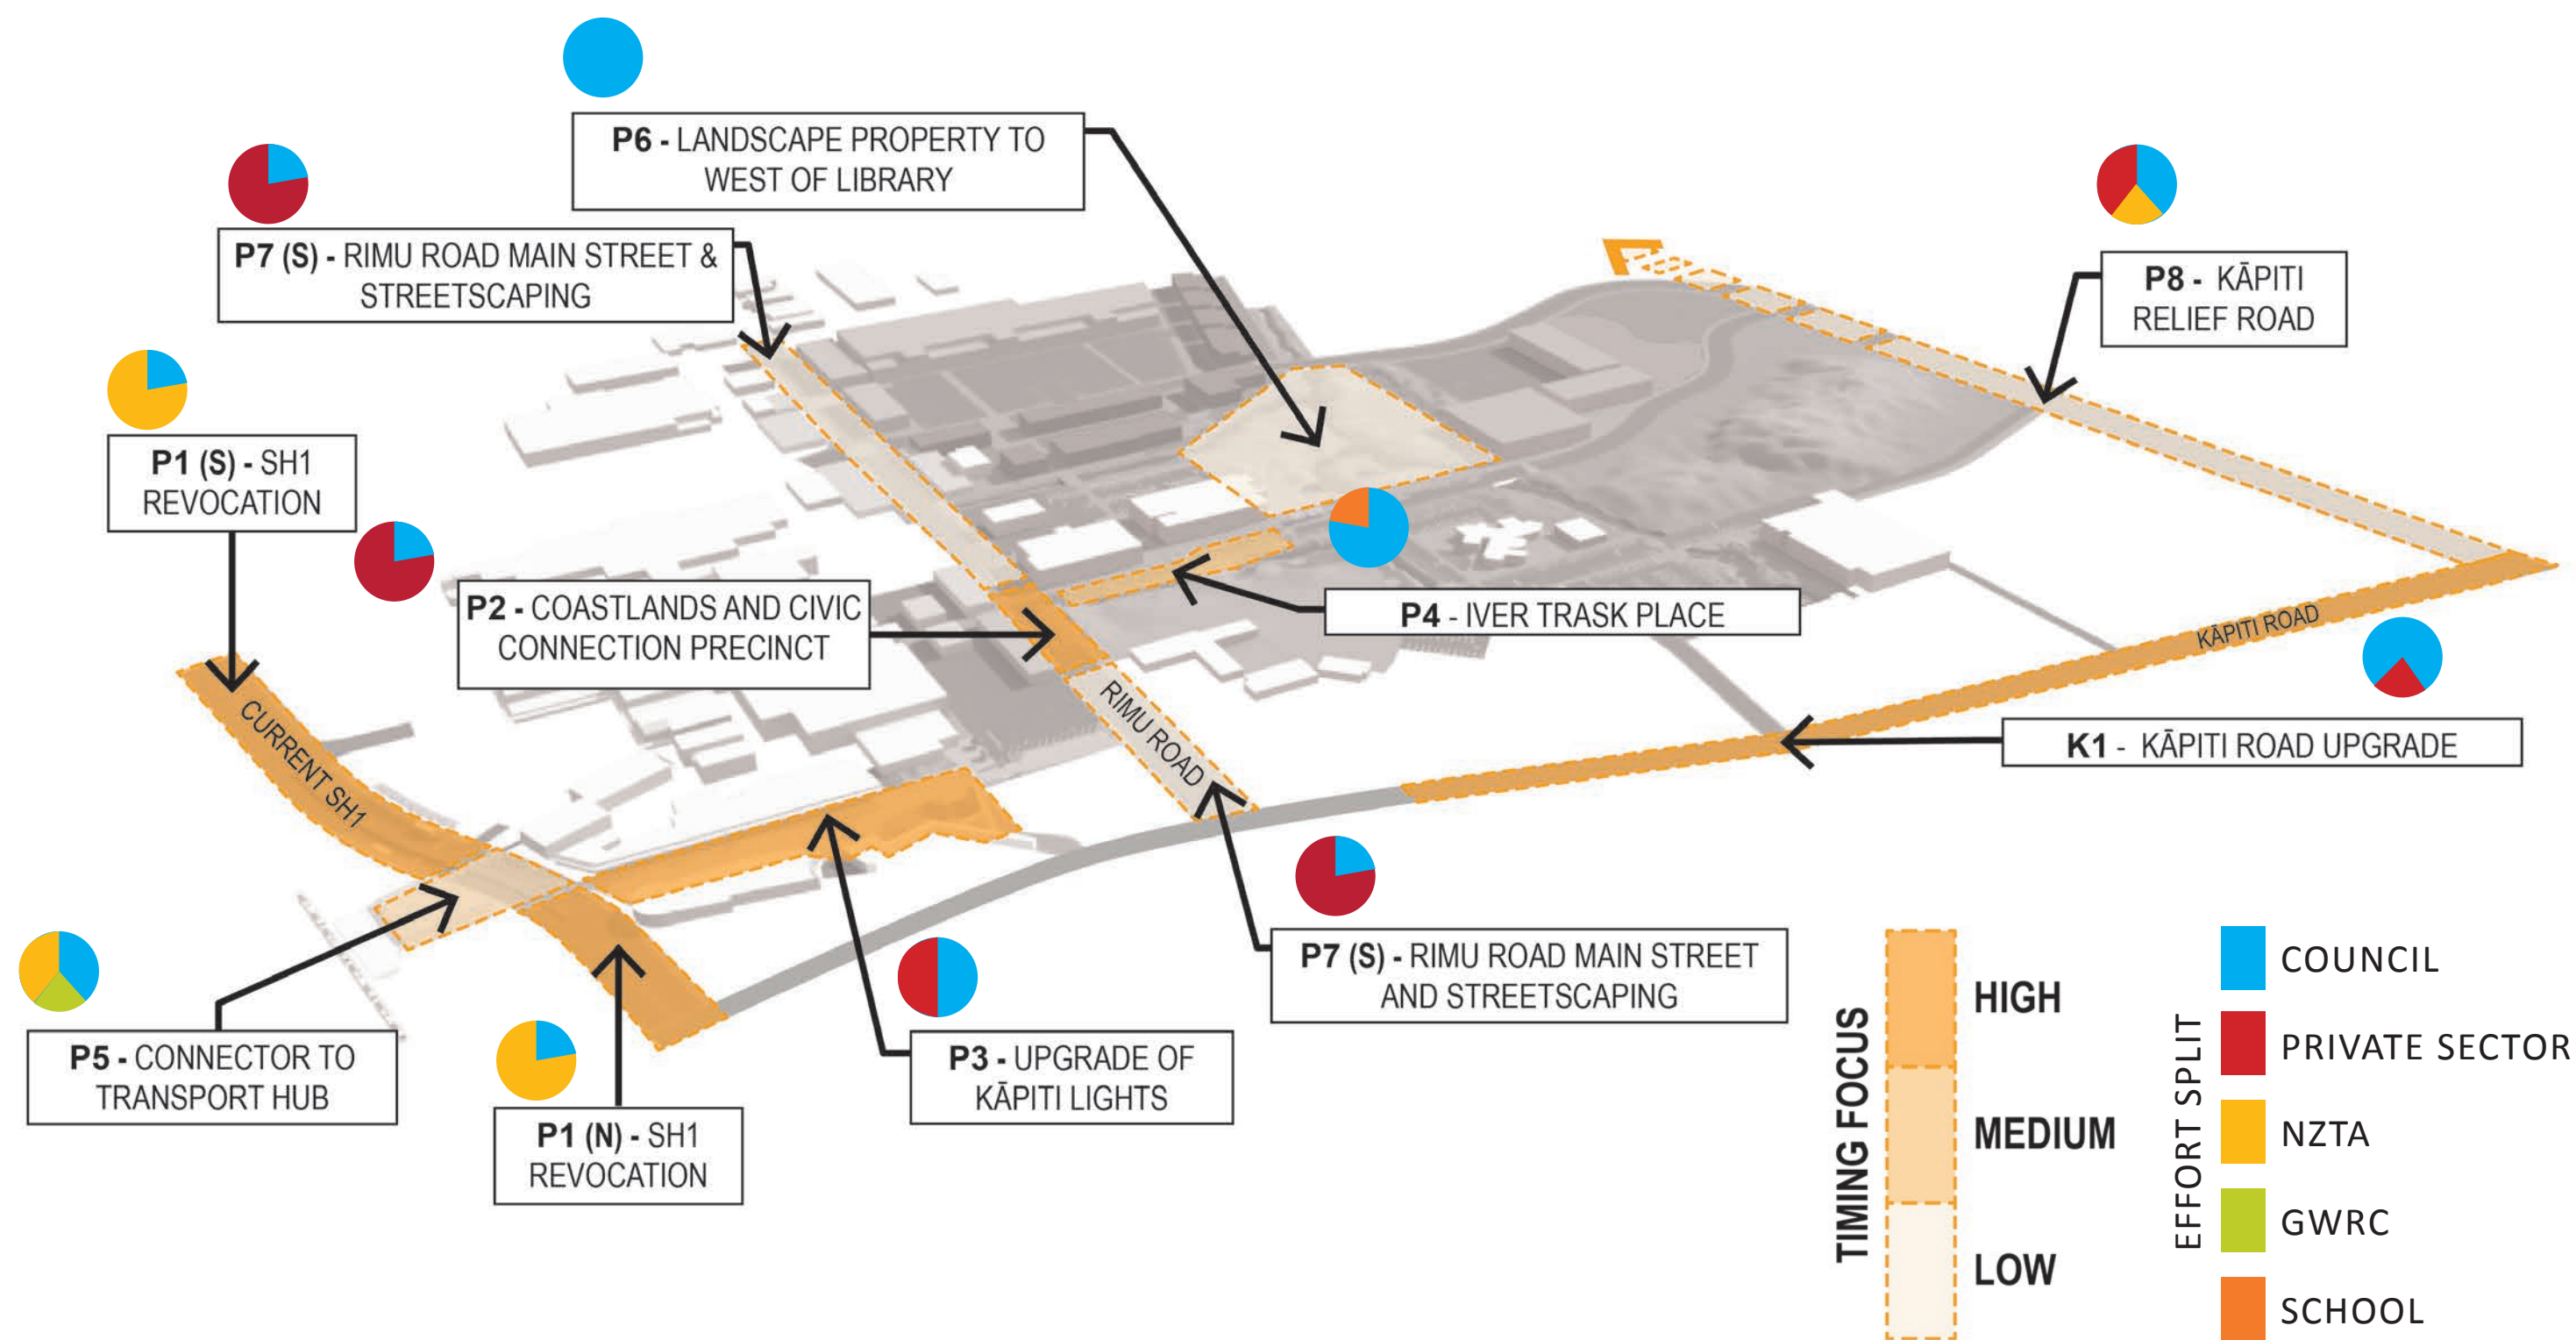 P6 - LANDSCAPE PROPERTY TO
WEST OF LIBRARY
P7 (S) - RIMU ROAD MAIN STREET &
STREETSCAPING
P8 - KĀPITI
RELIEF ROAD
P1 (S) - SH1
REVOCATION
P2 - COASTLANDS AND CIVIC
CONNECTION PRECINCT
P4 - IVER TRASK PLACE
KĀPITI ROAD
RIMU ROAD
CURRENT SH1
K1 - KĀPITI ROAD UPGRADE
P7 (S) - RIMU ROAD MAIN STREET
AND STREETSCAPING
P5 - CONNECTOR TO
TRANSPORT HUB
P3 - UPGRADE OF
KĀPITI LIGHTS
P1 (N) - SH1
REVOCATION
TIMING FOCUS
HIGH
MEDIUM
LOW
EFFORT SPLIT
COUNCIL
PRIVATE SECTOR
NZTA
GWRC
SCHOOL